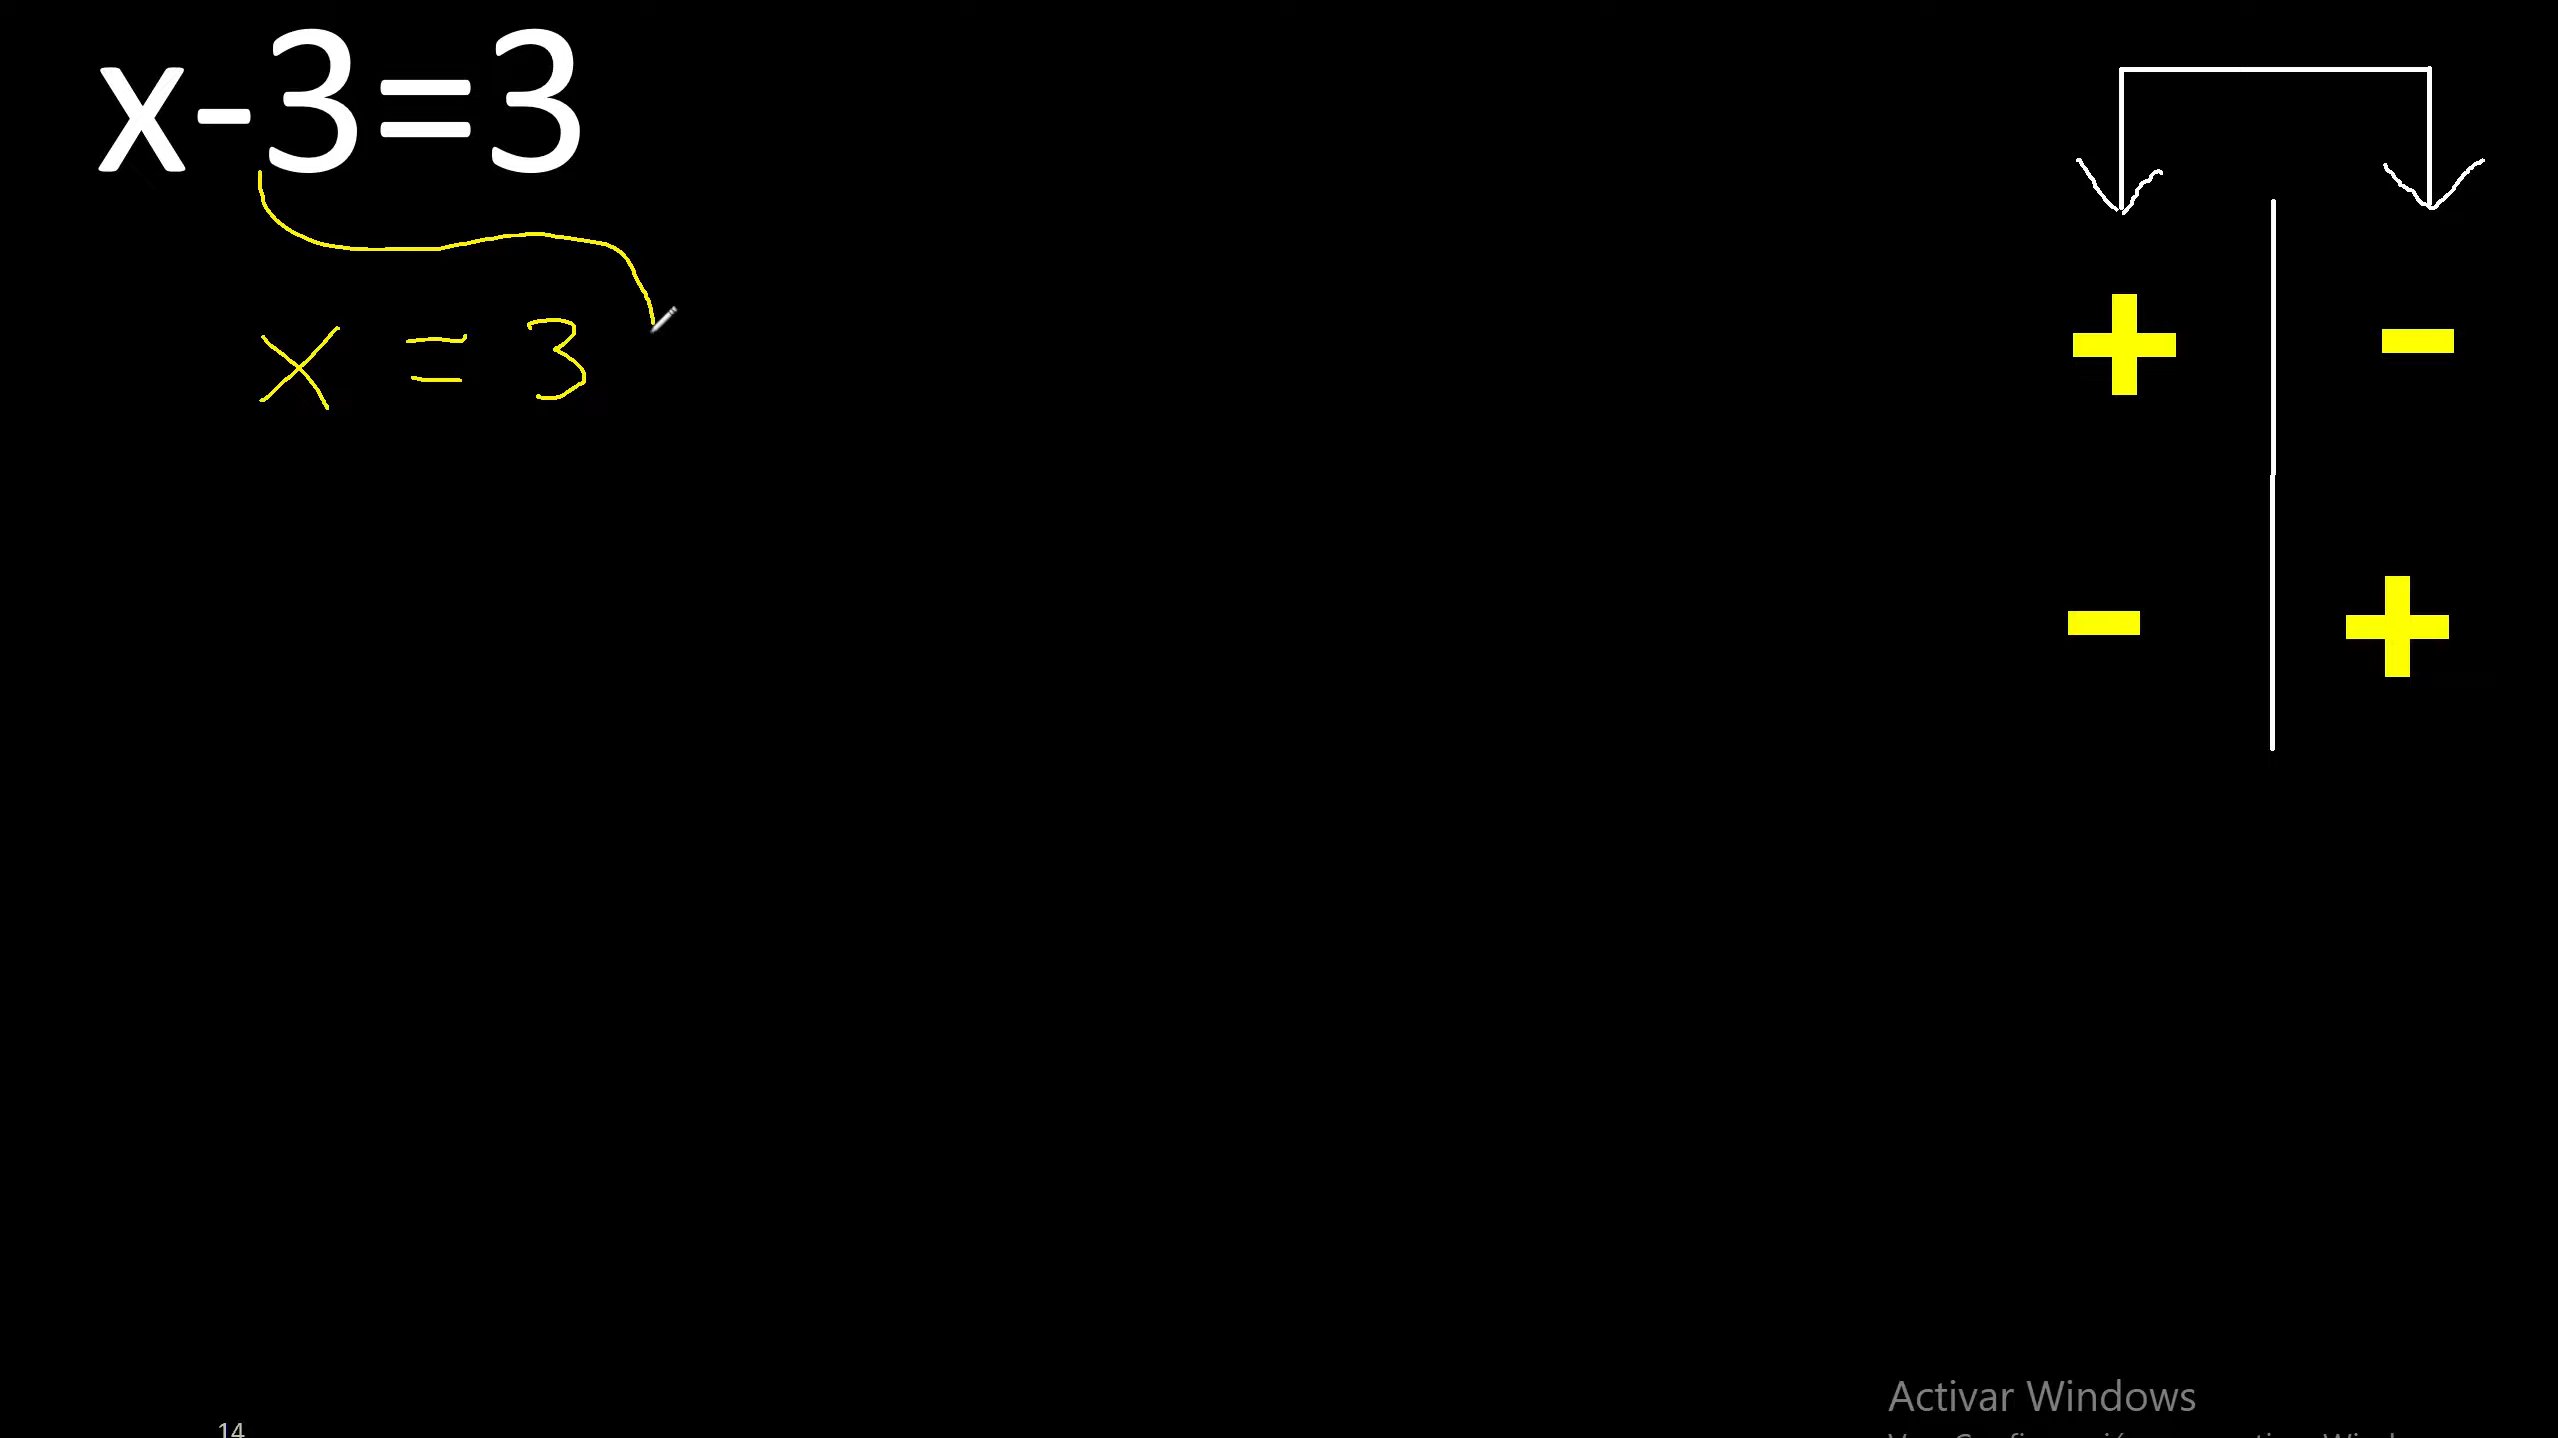 x-3=3
x = 3
+ -
- +
Activar Windows
14